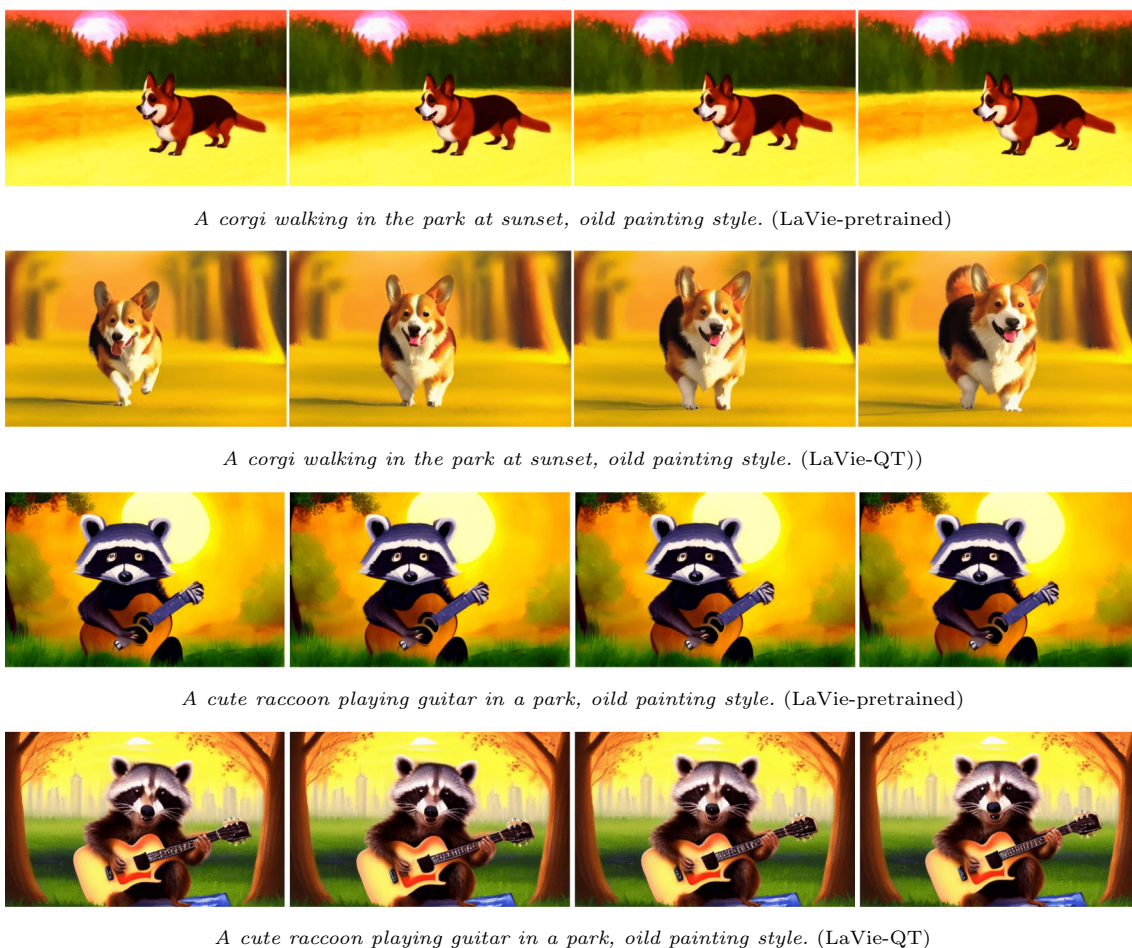 A corgi walking in the park at sunset, oild painting style. (LaVie-pretrained)
A corgi walking in the park at sunset, oild painting style. (LaVie-QT))
A cute raccoon playing guitar in a park, oild painting style. (LaVie-pretrained)
A cute raccoon playing guitar in a park, oild painting style. (LaVie-QT)